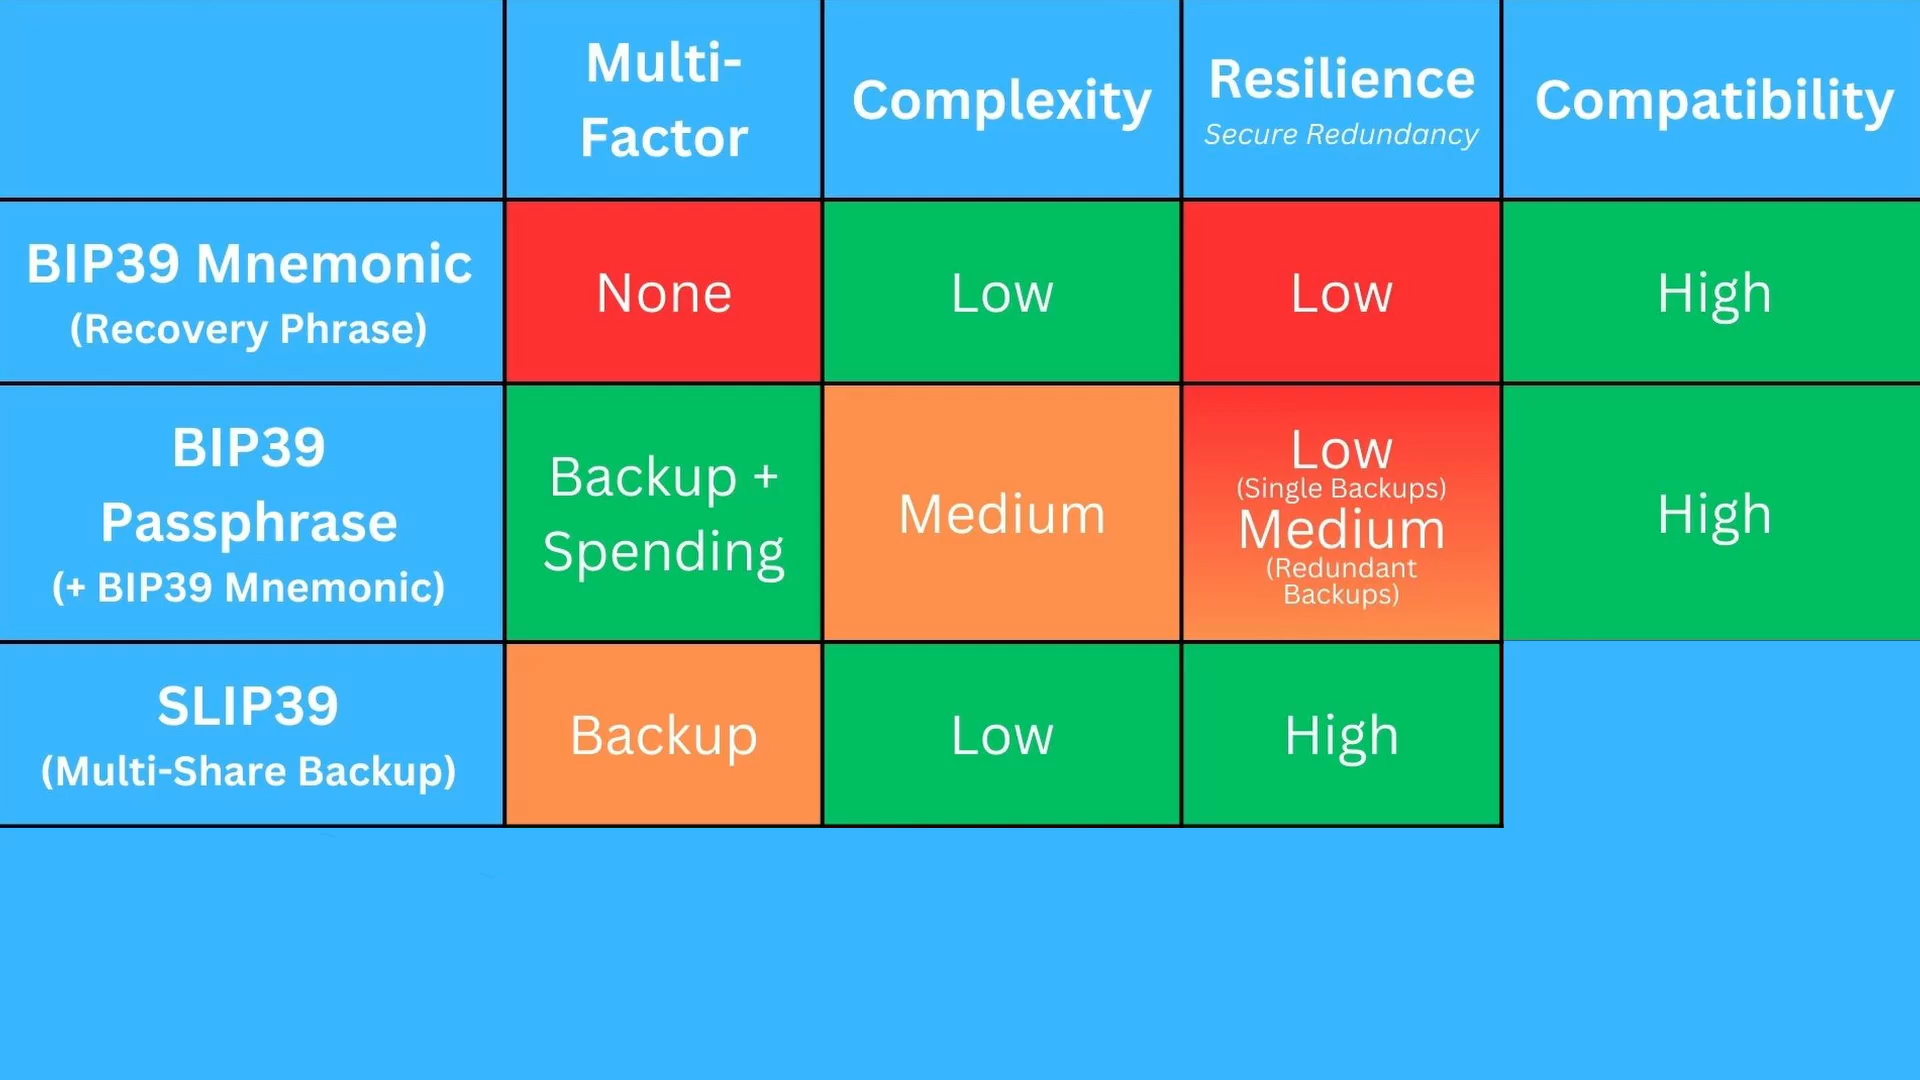 Multi-
Factor
Complexity
Resilience
Secure Redundancy
Compatibility
BIP39 Mnemonic
(Recovery Phrase)
None
Low
Low
High
BIP39
Passphrase
(+ BIP39 Mnemonic)
Backup +
Spending
Medium
Low
(Single Backups)
Medium
(Redundant
Backups)
High
SLIP39
(Multi-Share Backup)
Backup
Low
High